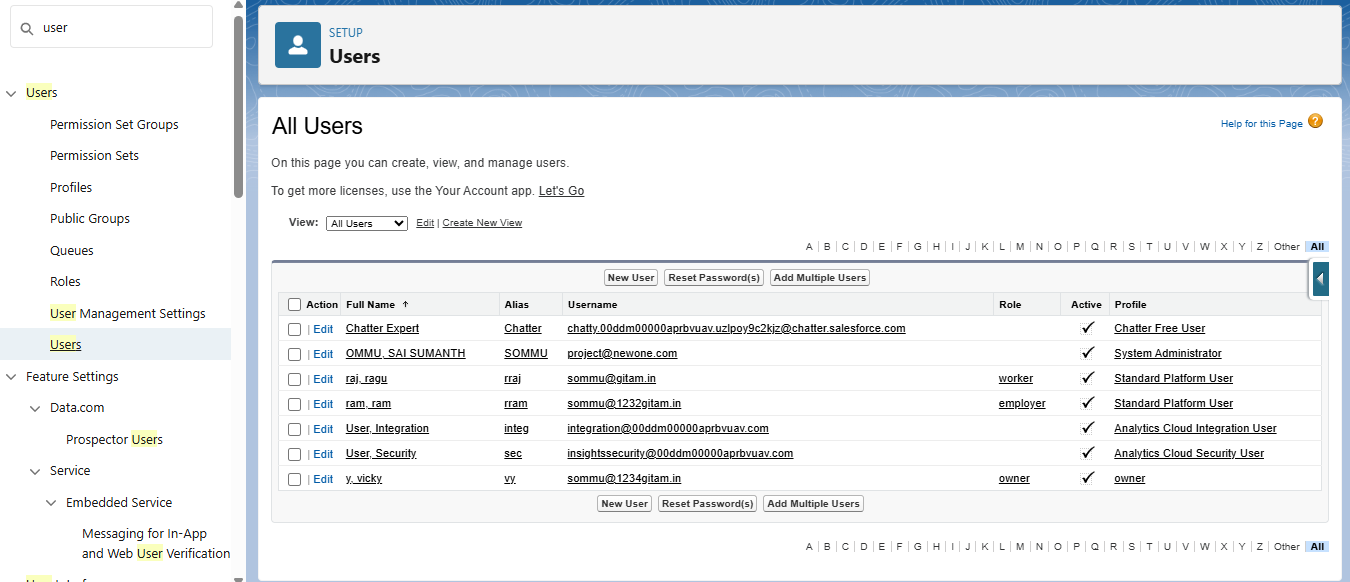 user
Users
Permission Set Groups
Permission Sets
Profiles
Public Groups
Queues
Roles
User Management Settings
Users
Feature Settings
Data.com
Prospector Users
Service
Embedded Service
Messaging for In-App
and Web User Verification
SETUP
Users
All Users
Help for this Page ?
On this page you can create, view, and manage users.
To get more licenses, use the Your Account app. Let's Go
View: All Users Edit | Create New View
A | B | C | D | E | F | G | H | I | J | K | L | M | N | O | P | Q | R | S | T | U | V | W | X | Y | Z | Other | All
New User Reset Password(s) Add Multiple Users
Action Full Name ↑ Alias Username Role Active Profile
| Edit Chatter Expert Chatter chatty.00ddm00000aprbvuav.uzlpoy9c2kjz@chatter.salesforce.com ✓ Chatter Free User
| Edit OMMU, SAI SUMANTH SOMMU project@newone.com ✓ System Administrator
| Edit raj, ragu rraj sommu@gitam.in worker ✓ Standard Platform User
| Edit ram, ram rram sommu@1232gitam.in employer ✓ Standard Platform User
| Edit User, Integration integ integration@00ddm00000aprbvuav.com ✓ Analytics Cloud Integration User
| Edit User, Security sec insightssecurity@00ddm00000aprbvuav.com ✓ Analytics Cloud Security User
| Edit y, vicky vy sommu@1234gitam.in owner ✓ owner
New User Reset Password(s) Add Multiple Users
A | B | C | D | E | F | G | H | I | J | K | L | M | N | O | P | Q | R | S | T | U | V | W | X | Y | Z | Other | All